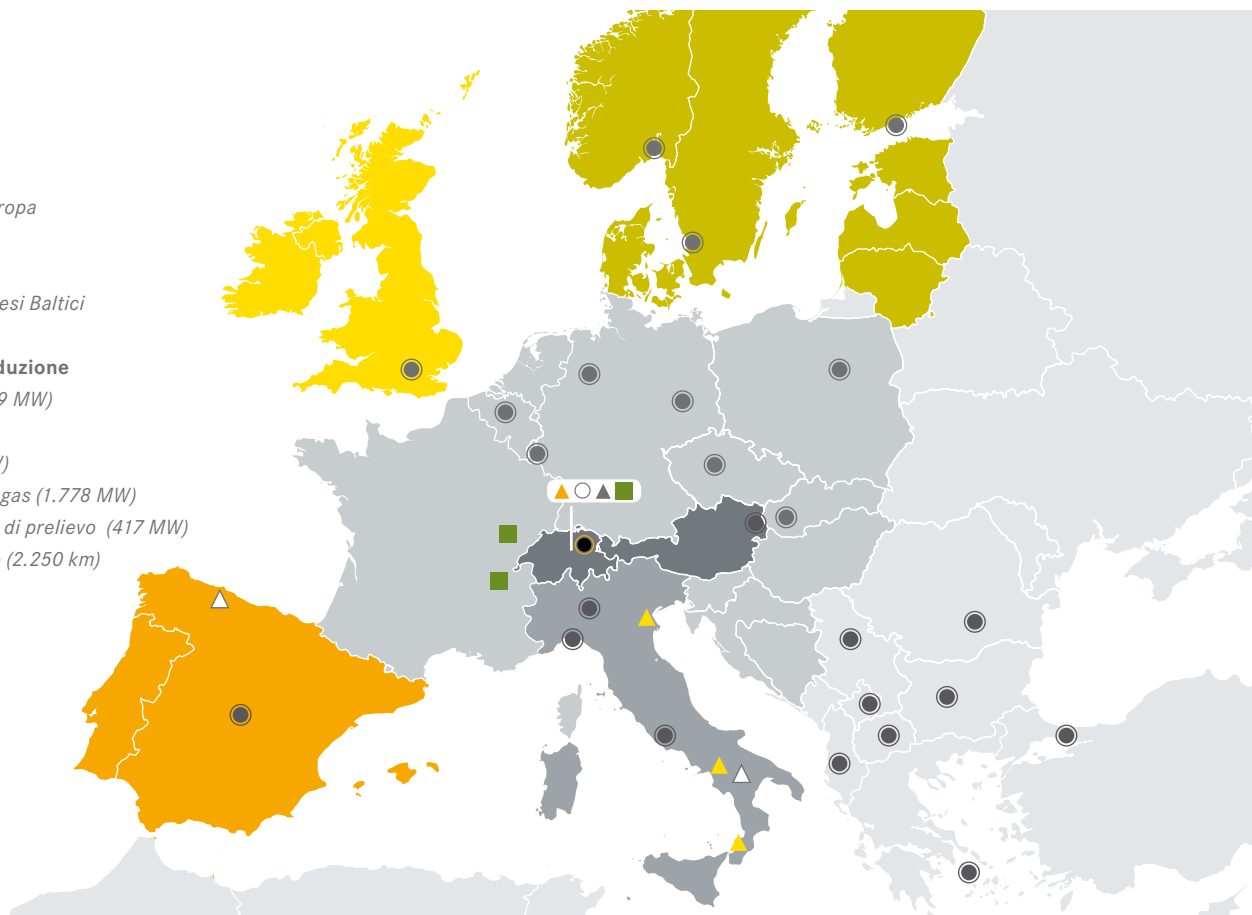 ropa
esi Baltici
duzione
9 MW)
/)
gas (1.778 MW)
di prelievo (417 MW)
(2.250 km)